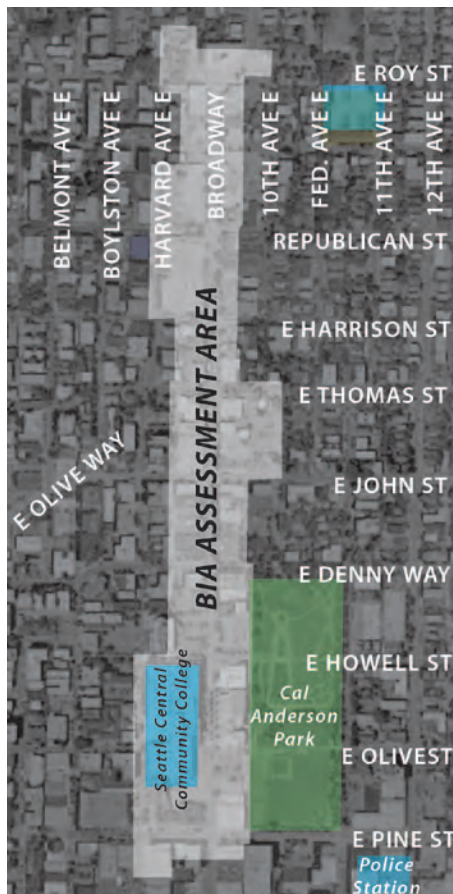 E ROY ST
BELMONT AVE E
BOYLSTON AVE E
HARVARD AVE E
BROADWAY
10TH AVE E
FED. AVE E
11TH AVE E
12TH AVE E
REPUBLICAN ST
BIA ASSESSMENT AREA
E HARRISON ST
E THOMAS ST
E OLIVE WAY
E JOHN ST
E DENNY WAY
E HOWELL ST
Seattle Central
Community College
Cal
Anderson
Park
E OLIVEST
E PINE ST
Police
Station